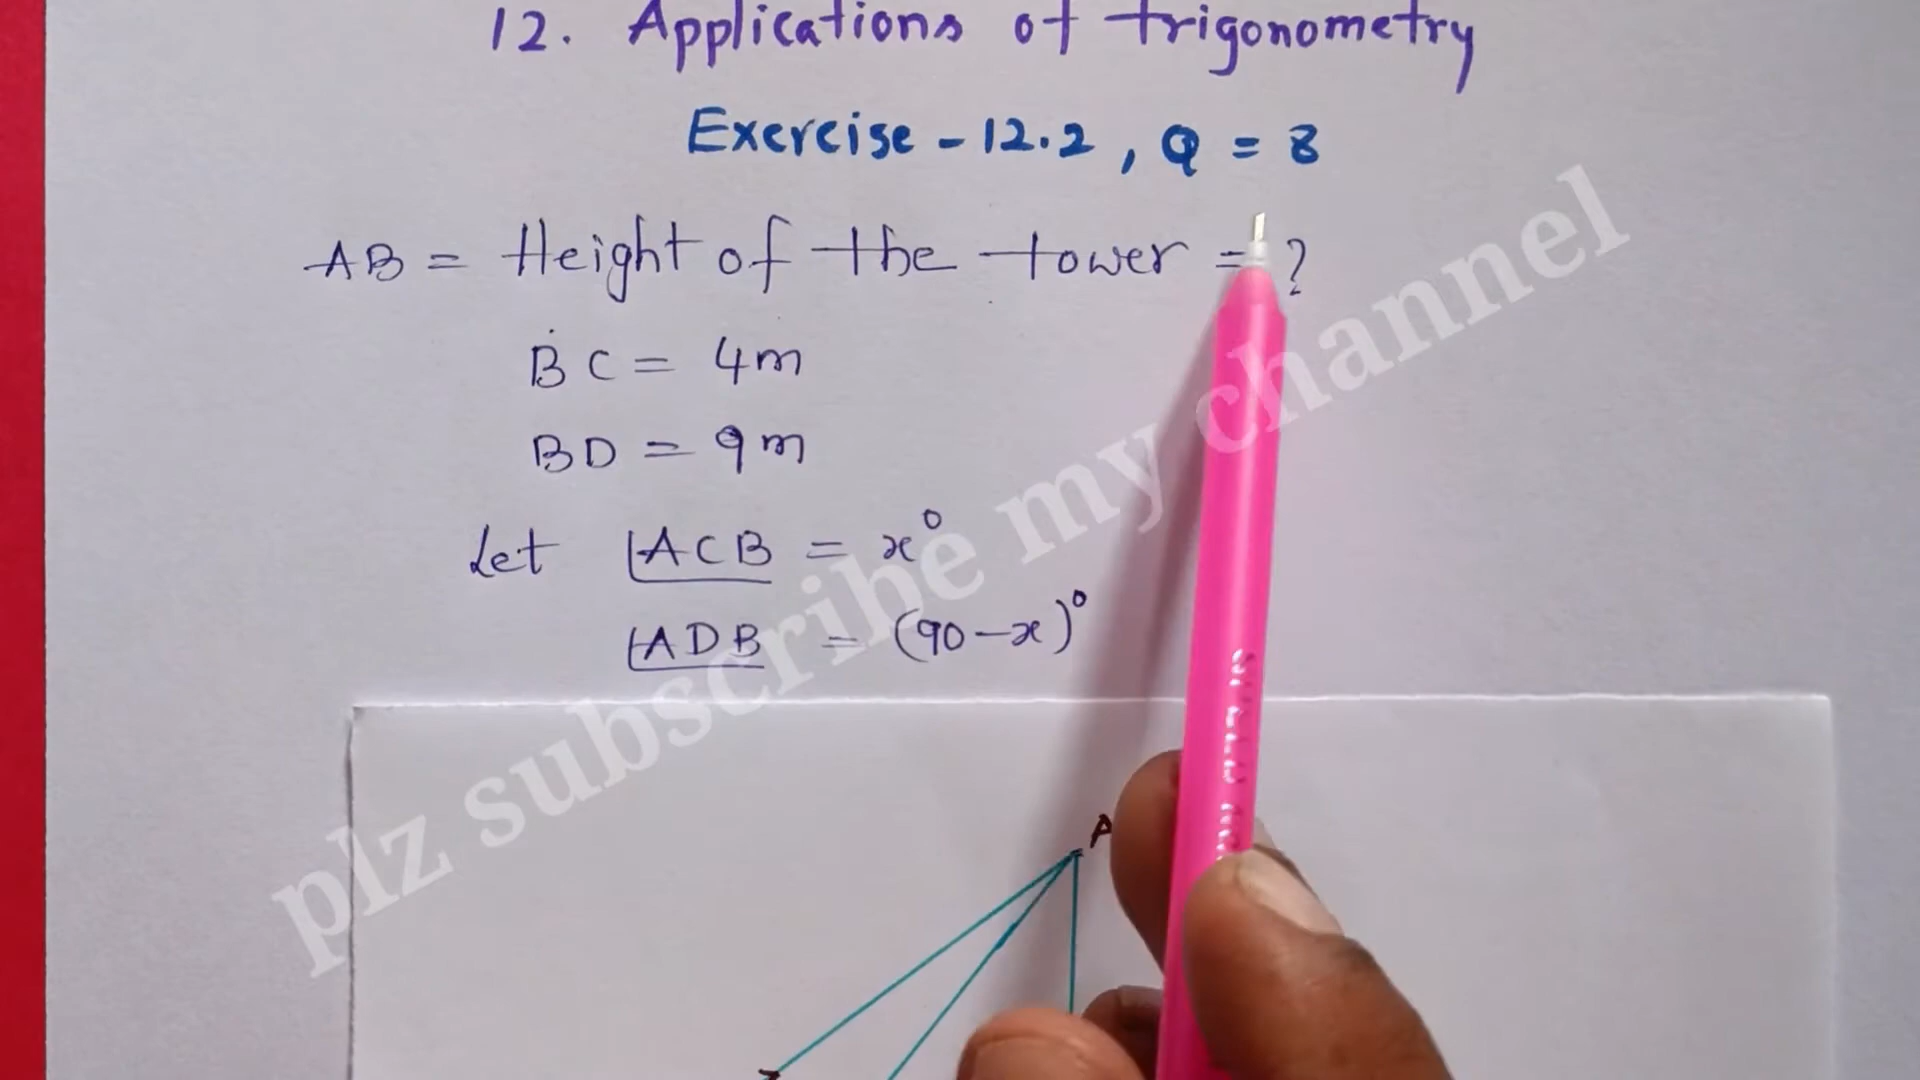 12. Applications of trigonometry
Exercise - 12.2, Q = 8
AB = Height of the tower = ?
BC = 4m
BD = 9m
Let ∠ACB = x°
∠ADB = (90-x)°
plz subscribe my channel
A